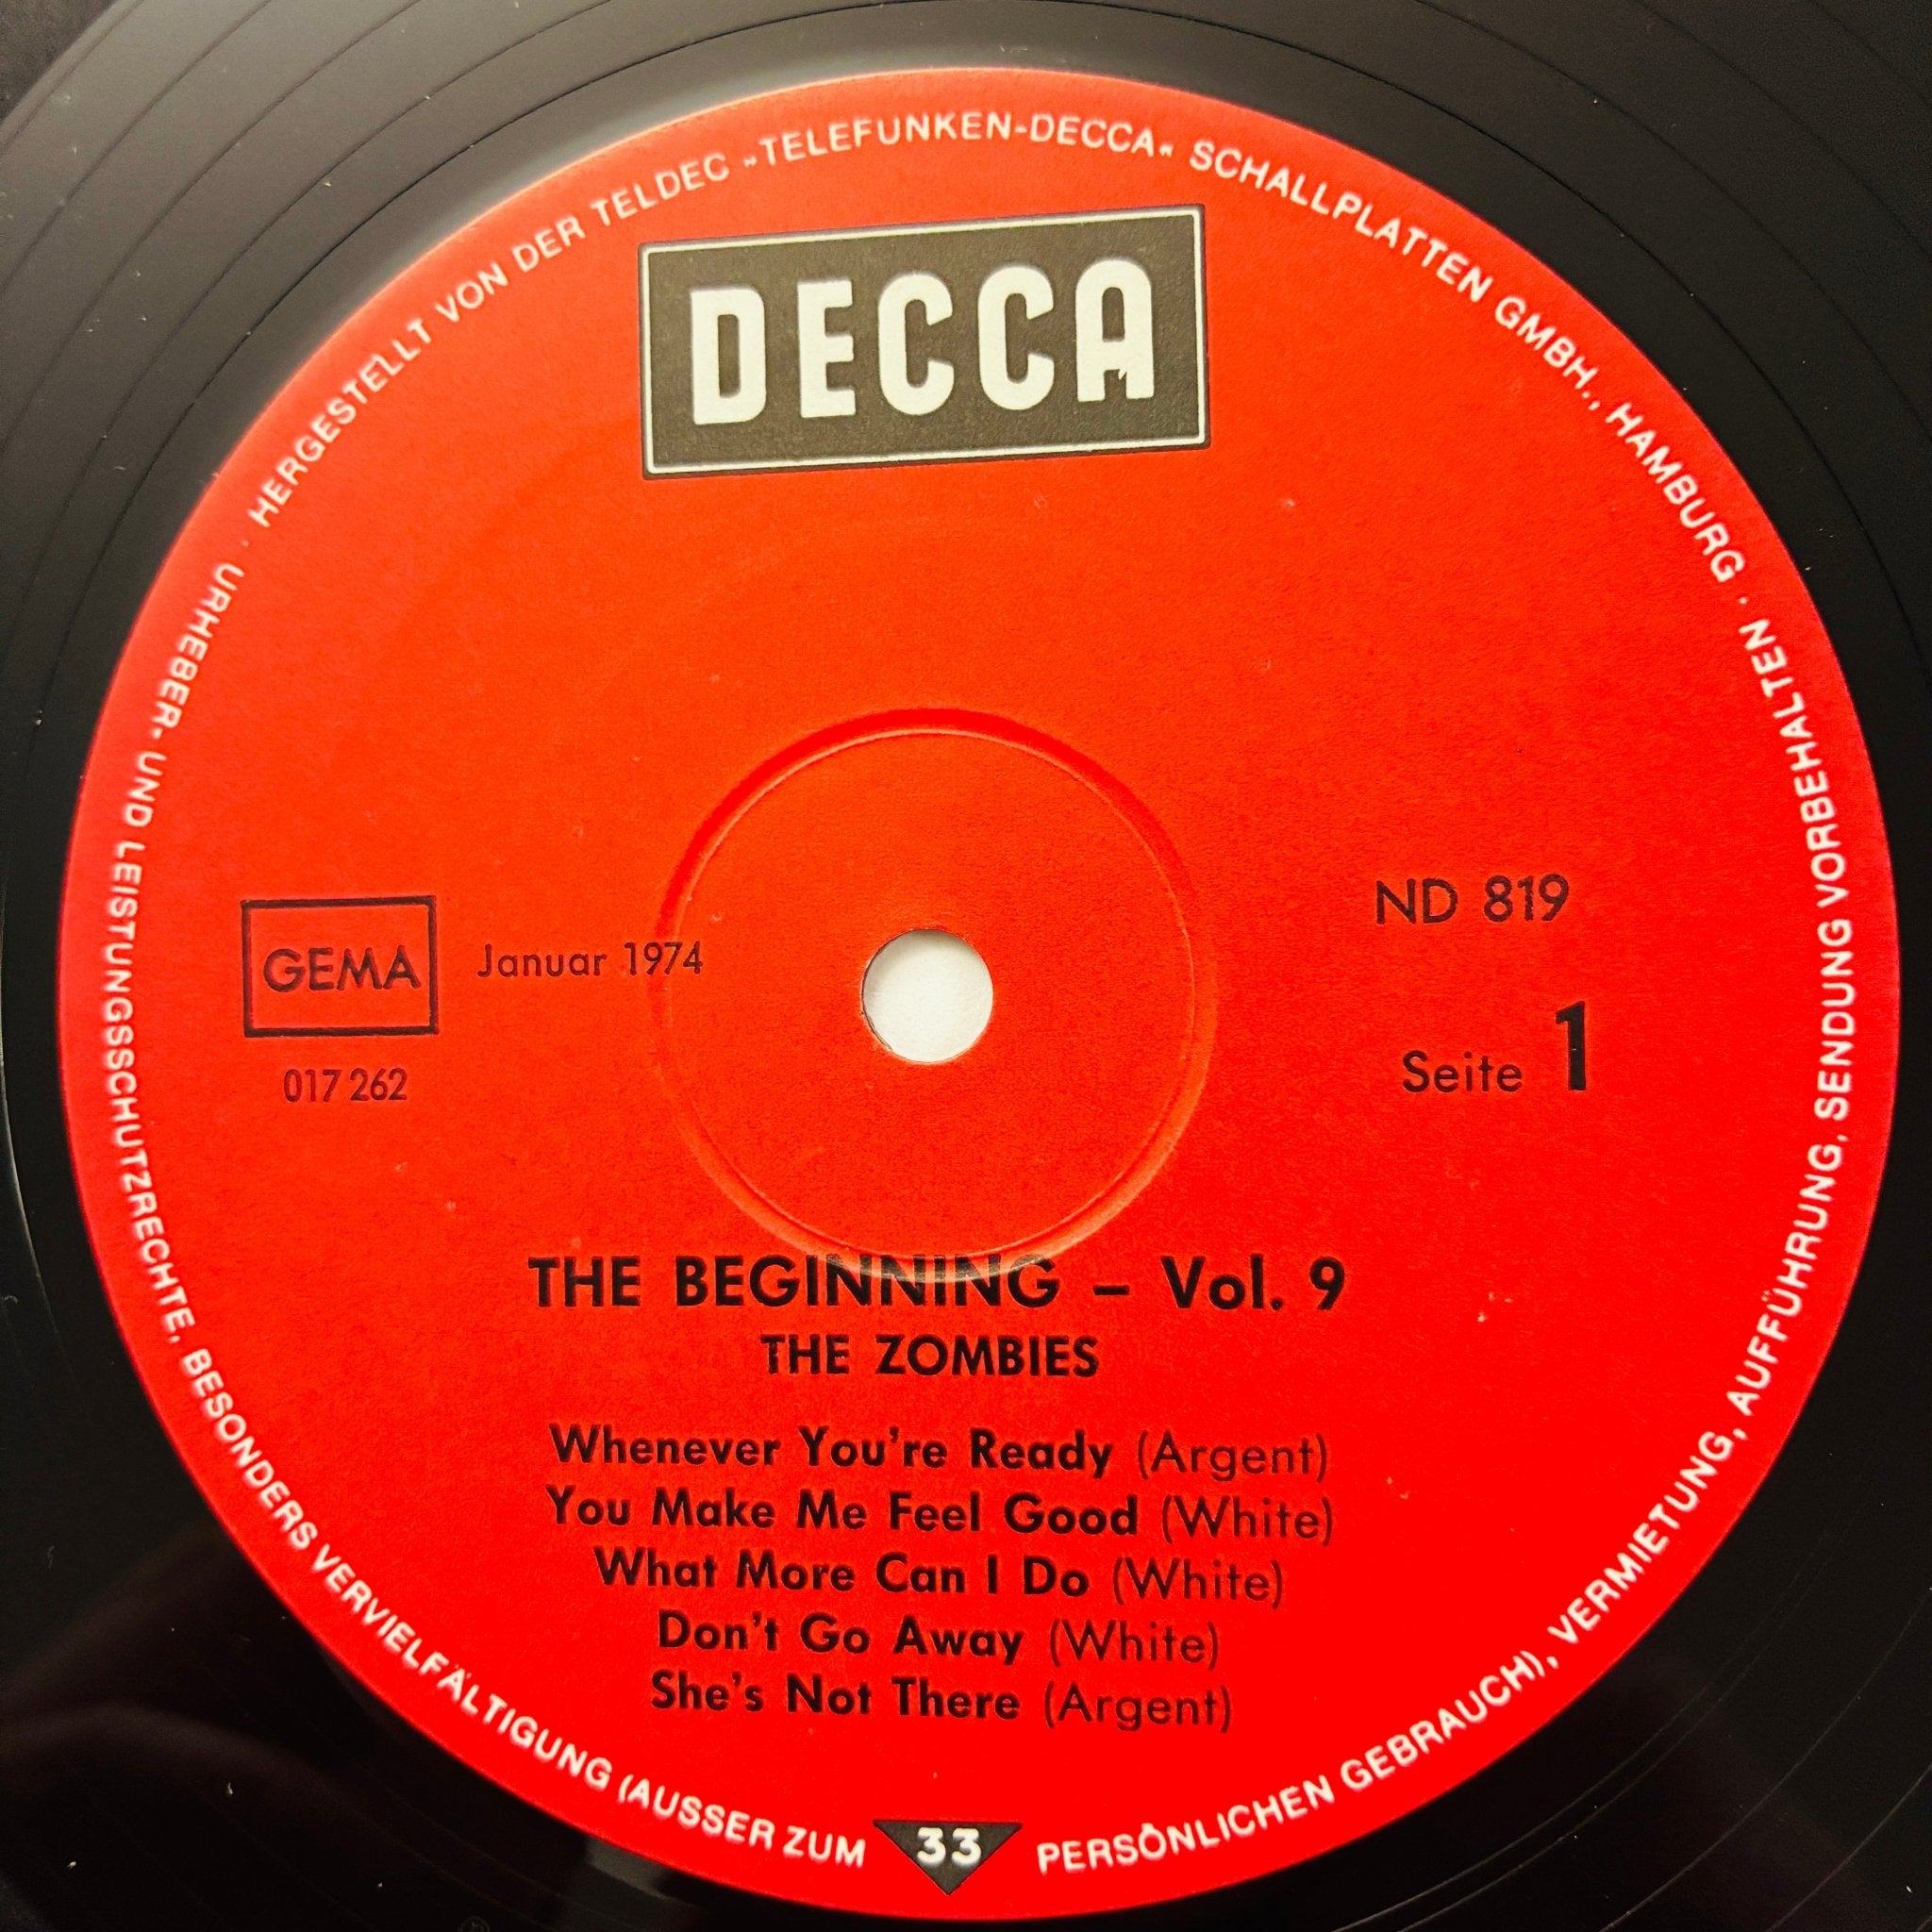 HERGESTELLT VON DER TELDEC »TELEFUNKEN-DECCA« SCHALLPLATTEN GMBH., HAMBURG ·
DECCA
GEMA
Januar 1974
017 262
ND 819
Seite 1
THE BEGINNING – Vol. 9
THE ZOMBIES
Whenever You're Ready (Argent)
You Make Me Feel Good (White)
What More Can I Do (White)
Don't Go Away (White)
She's Not There (Argent)
33
URHEBER- UND LEISTUNGSSCHUTZRECHTE, BESONDERS VERVIELFÄLTIGUNG (AUSSER ZUM PERSÖNLICHEN GEBRAUCH), VERMIETUNG, AUFFÜHRUNG, SENDUNG VORBEHALTEN ·